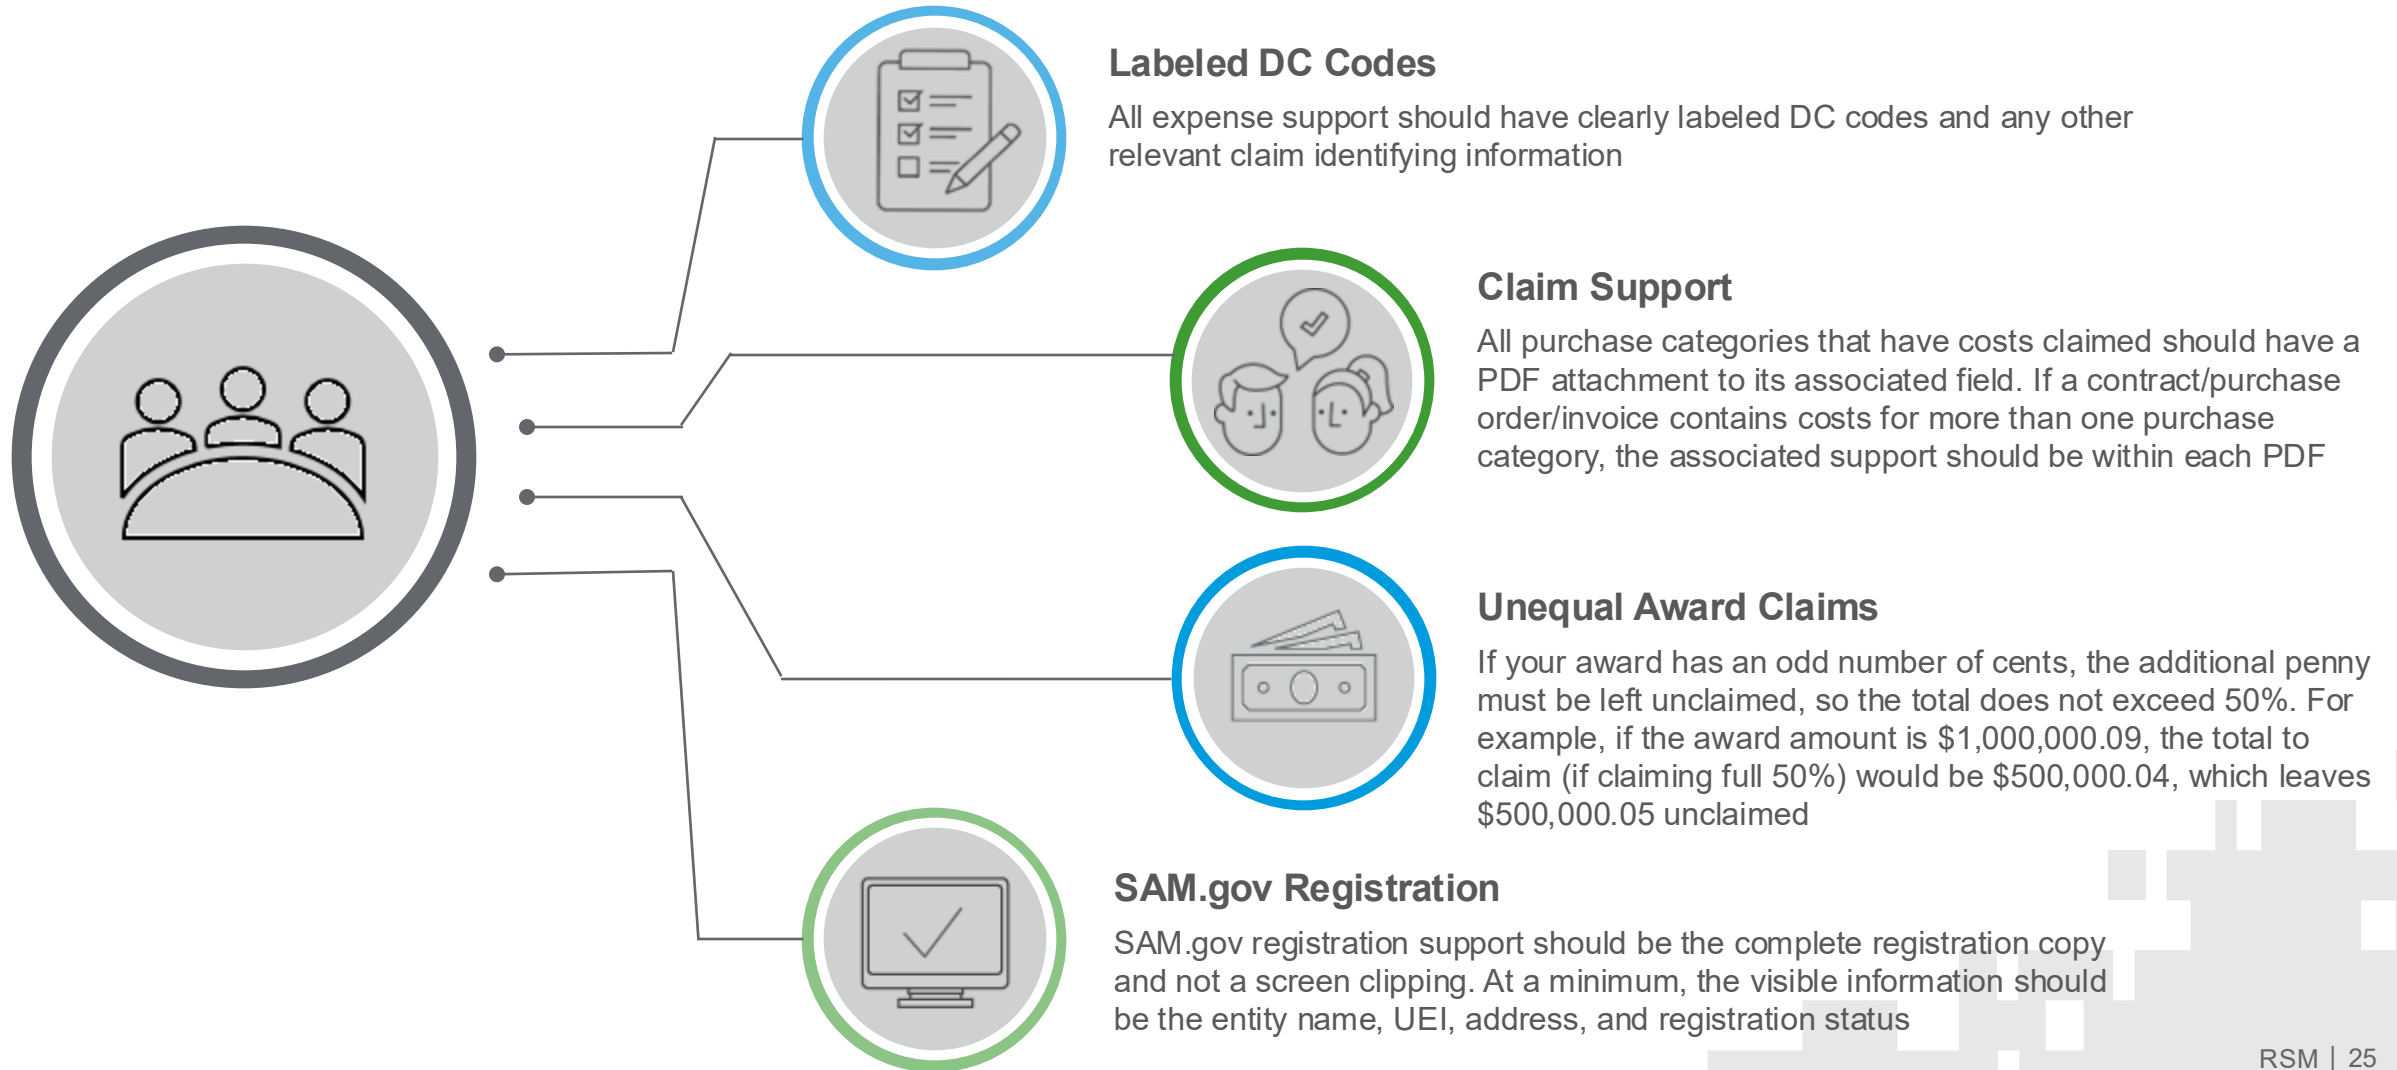 Labeled DC Codes
All expense support should have clearly labeled DC codes and any other
relevant claim identifying information
Claim Support
All purchase categories that have costs claimed should have a
PDF attachment to its associated field. If a contract/purchase
order/invoice contains costs for more than one purchase
category, the associated support should be within each PDF
Unequal Award Claims
If your award has an odd number of cents, the additional penny
must be left unclaimed, so the total does not exceed 50%. For
example, if the award amount is $1,000,000.09, the total to
claim (if claiming full 50%) would be $500,000.04, which leaves
$500,000.05 unclaimed
SAM.gov Registration
SAM.gov registration support should be the complete registration copy
and not a screen clipping. At a minimum, the visible information should
be the entity name, UEI, address, and registration status
RSM | 25